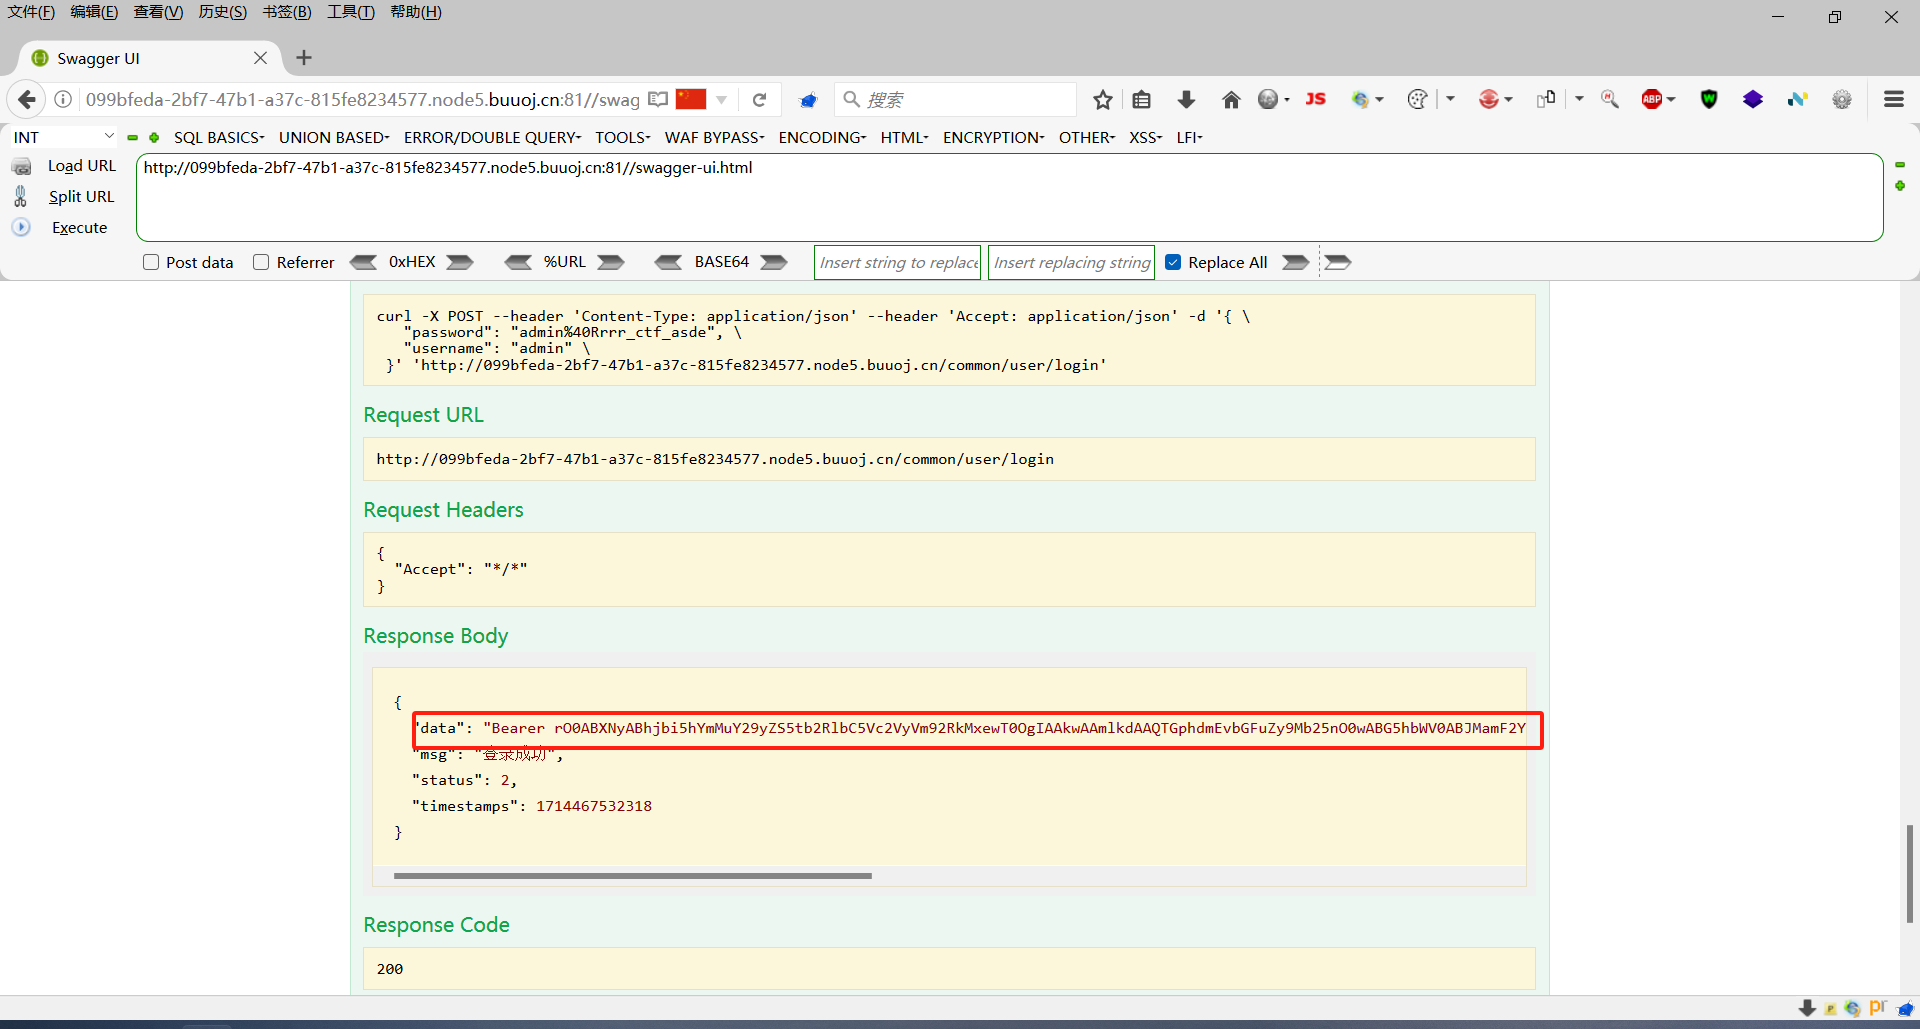 文件(F) 编辑(E) 查看(V) 历史(S) 书签(B) 工具(T) 帮助(H)
Swagger UI
099bfeda-2bf7-47b1-a37c-815fe8234577.node5.buuoj.cn:81//swag
搜索
JS
ABP
INT
SQL BASICS UNION BASED ERROR/DOUBLE QUERY TOOLS WAF BYPASS ENCODING HTML ENCRYPTION OTHER XSS LFI
Load URL
http://099bfeda-2bf7-47b1-a37c-815fe8234577.node5.buuoj.cn:81//swagger-ui.html
Split URL
Execute
Post data Referrer 0xHEX %URL BASE64 Insert string to replace Insert replacing string Replace All
curl -X POST --header 'Content-Type: application/json' --header 'Accept: application/json' -d '{ \
"password": "admin%40Rrrr_ctf_asde", \
"username": "admin" \
}' 'http://099bfeda-2bf7-47b1-a37c-815fe8234577.node5.buuoj.cn/common/user/login'
Request URL
http://099bfeda-2bf7-47b1-a37c-815fe8234577.node5.buuoj.cn/common/user/login
Request Headers
{
"Accept": "*/*"
}
Response Body
{
"data": "Bearer rO0ABXNyABhjbi5hYmMuY29yZS5tb2RlbC5Vc2VyVm92RkMxewT0OgIAAkwAAmlkdAAQTGphdmEvbGFuZy9Mb25nO0wABG5hbWV0ABJMamF2Y
"msg": "登录成功",
"status": 2,
"timestamps": 1714467532318
}
Response Code
200